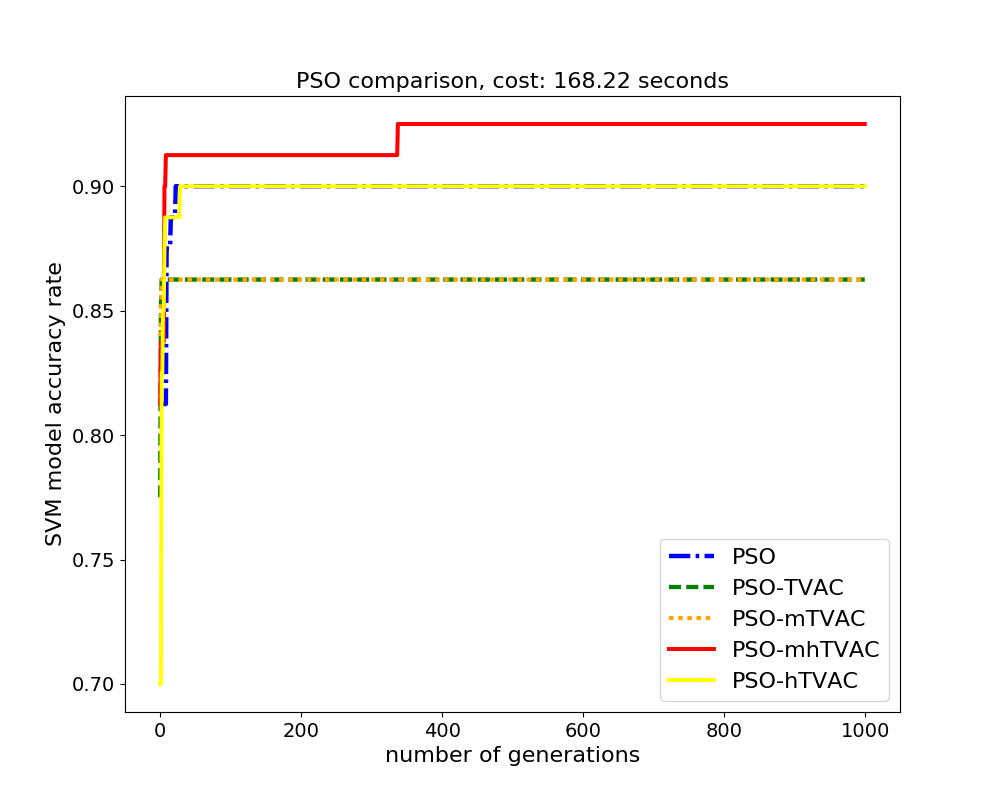 PSO comparison, cost: 168.22 seconds
SVM model accuracy rate
0.90
0.85
0.80
0.75
0.70
0
200
400
600
800
1000
number of generations
PSO
PSO-TVAC
PSO-mTVAC
PSO-mhTVAC
PSO-hTVAC